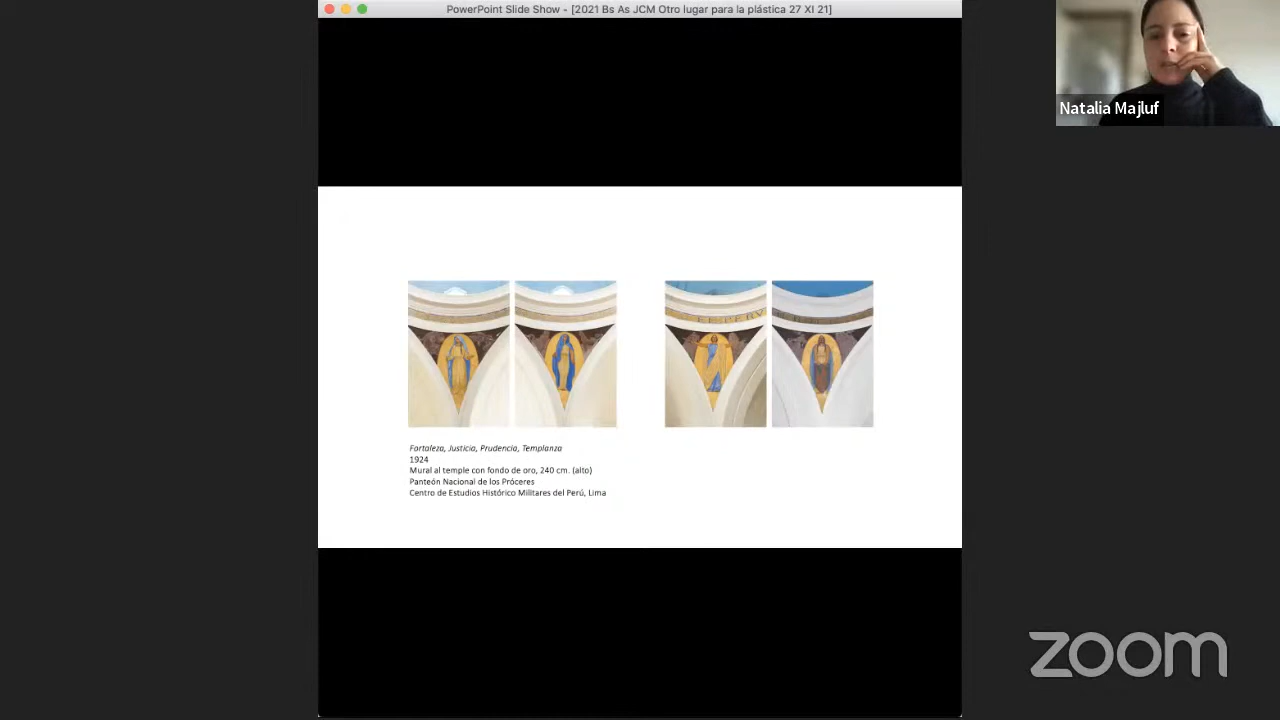 PowerPoint Slide Show - [2021 Bs As JCM Otro lugar para la plástica 27 XI 21]
Natalia Majluf
Fortaleza, Justicia, Prudencia, Templanza
1924
Mural al temple con fondo de oro, 240 cm. (alto)
Panteón Nacional de los Próceres
Centro de Estudios Histórico Militares del Perú, Lima
zoom